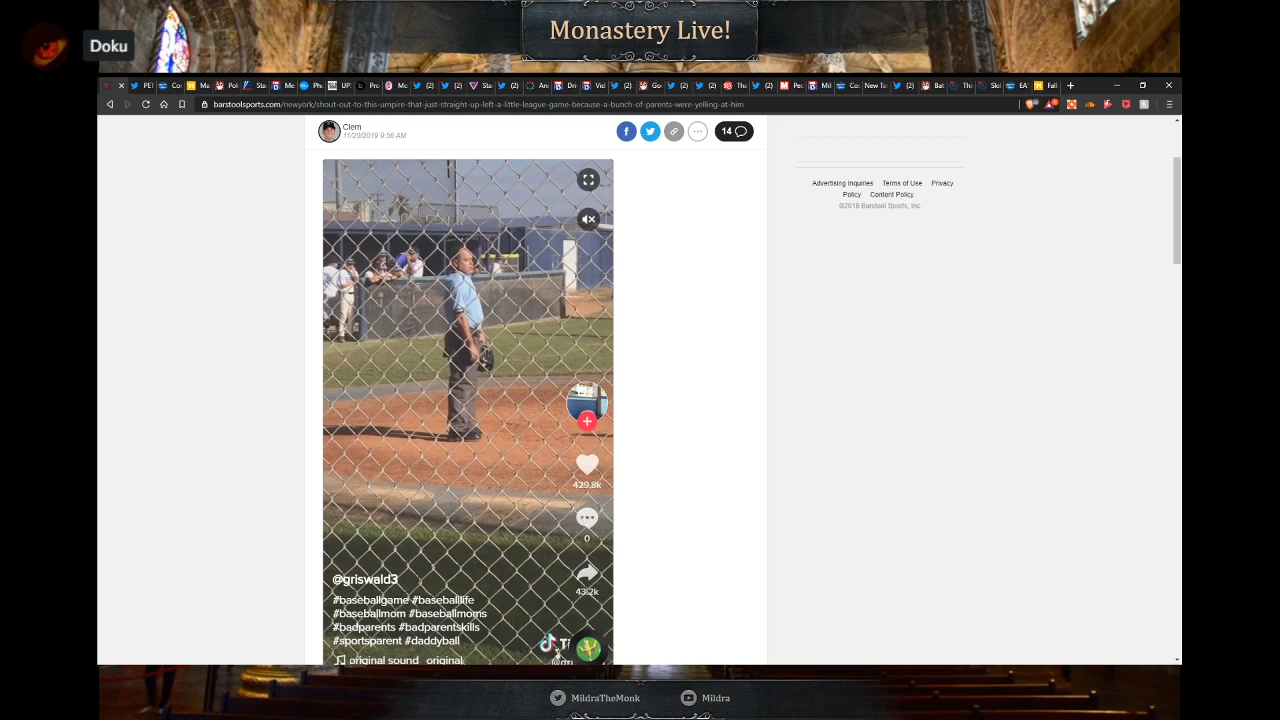 Monastery Live!
Doku
barstoolsports.com/newyork/shout-out-to-this-umpire-that-just-straight-up-left-a-little-league-game-because-a-bunch-of-parents-were-yelling-at-him
Clem
11/20/2019 9:56 AM
14
Advertising Inquiries Terms of Use Privacy
Policy Content Policy
©2019 Barstool Sports, Inc.
429.8k
0
43.2k
@griswald3
#baseballgame #baseballlife
#baseballmom #baseballmoms
#badparents #badparentskills
#sportsparent #daddyball
original sound original
MildraTheMonk
Mildra